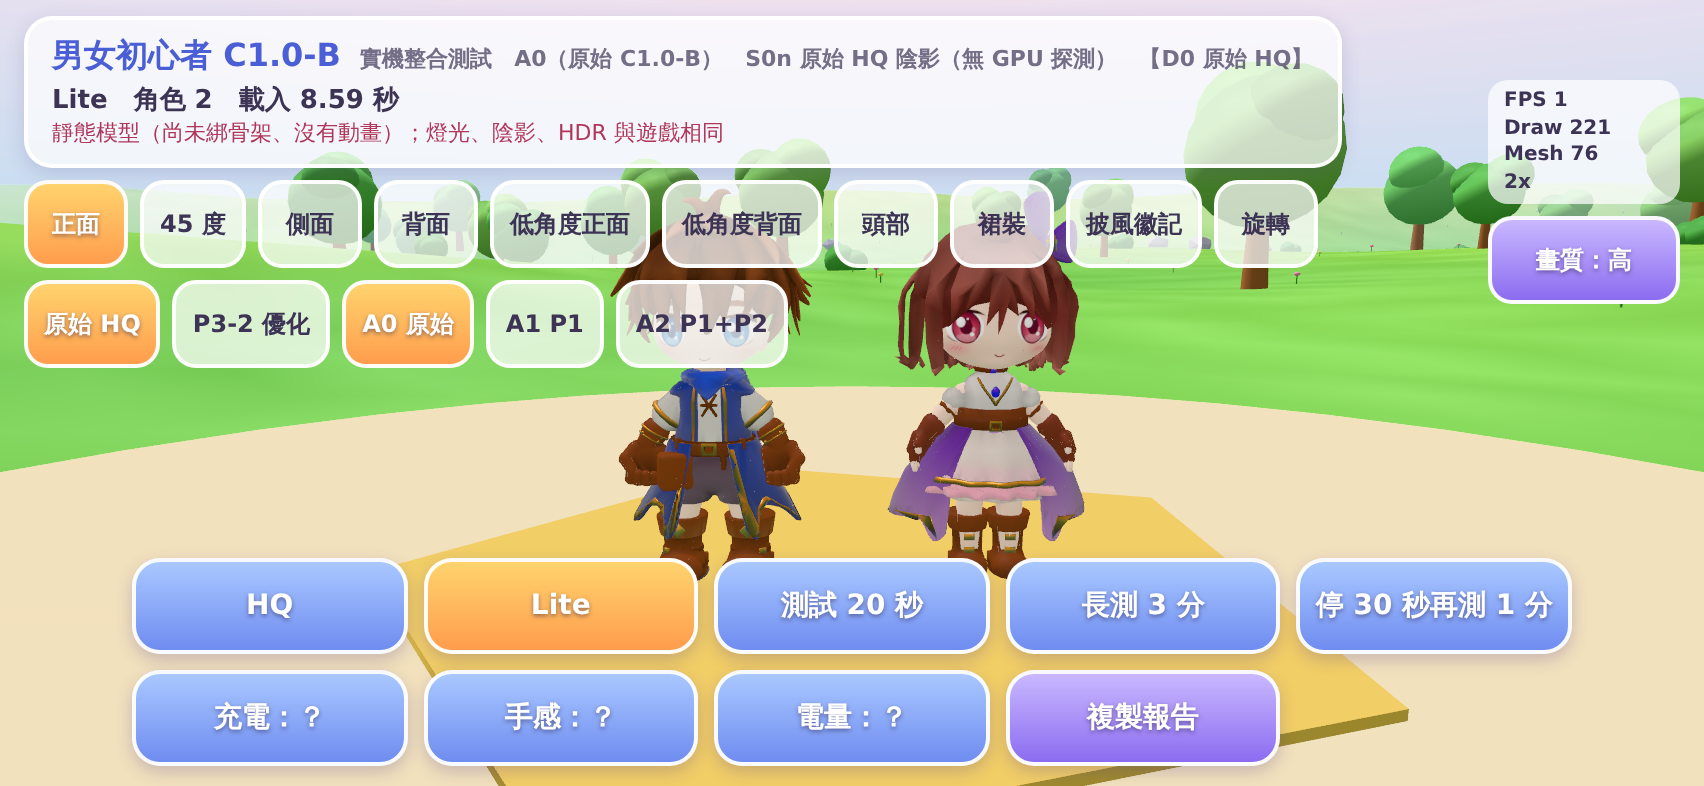 男女初心者 C1.0-B 實機整合測試 A0（原始 C1.0-B） S0n 原始 HQ 陰影（無 GPU 探測） 【D0 原始 HQ】
Lite 角色 2 載入 8.59 秒
靜態模型（尚未綁骨架、沒有動畫）；燈光、陰影、HDR 與遊戲相同
FPS 1
Draw 221
Mesh 76
2x
畫質：高
正面 45 度 側面 背面 低角度正面 低角度背面 頭部 裙裝 披風徽記 旋轉
原始 HQ P3-2 優化 A0 原始 A1 P1 A2 P1+P2
HQ Lite 測試 20 秒 長測 3 分 停 30 秒再測 1 分
充電：？ 手感：？ 電量：？ 複製報告